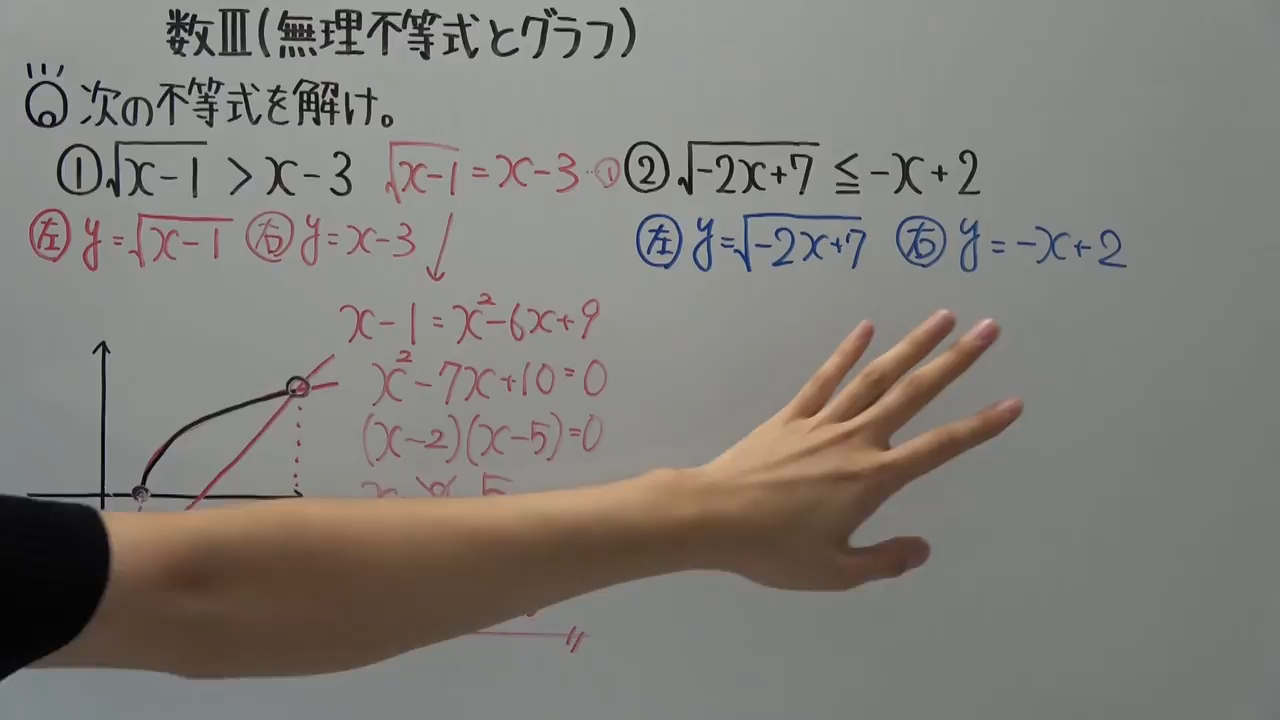 数Ⅲ(無理不等式とグラフ)
Q 次の不等式を解け。
①√x-1 > x-3 √x-1 = x-3…①
㊧ y=√x-1 ㊨ y=x-3
x-1=x²-6x+9
x²-7x+10=0
(x-2)(x-5)=0
②√-2x+7 ≦ -x+2
㊧ y=√-2x+7 ㊨ y=-x+2